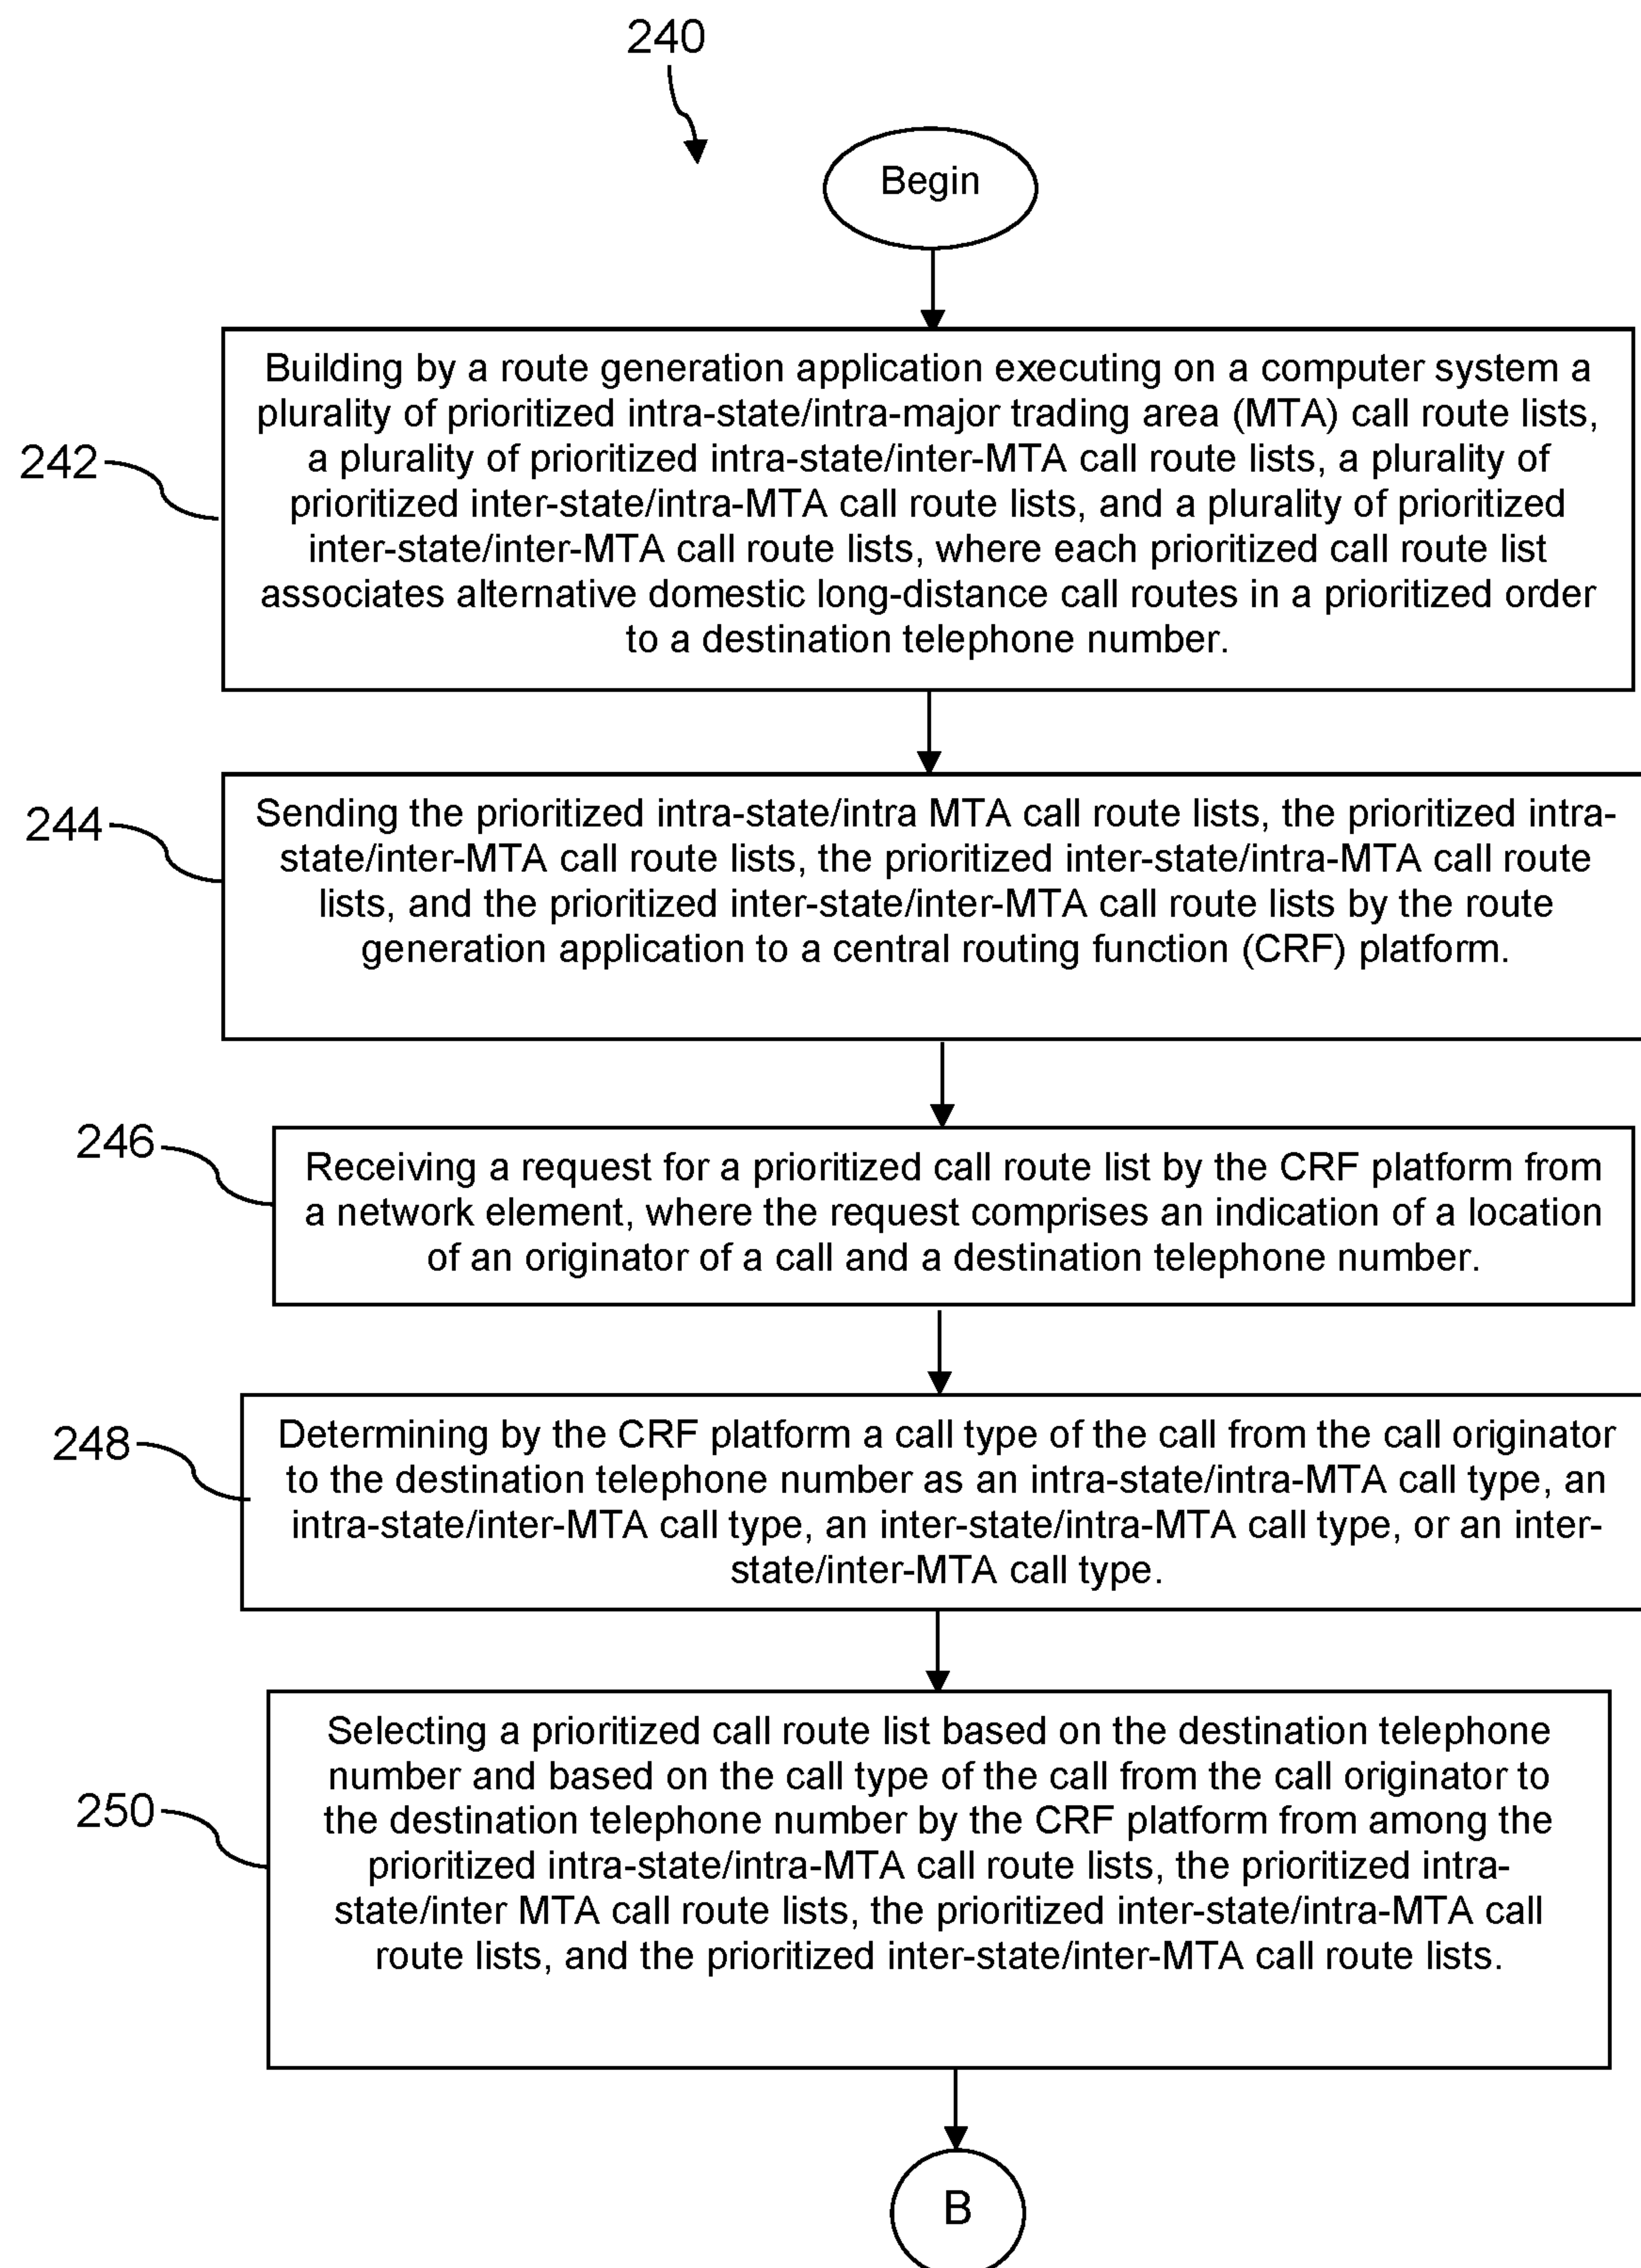 240
Begin
242
Building by a route generation application executing on a computer system a
plurality of prioritized intra-state/intra-major trading area (MTA) call route lists,
a plurality of prioritized intra-state/inter-MTA call route lists, a plurality of
prioritized inter-state/intra-MTA call route lists, and a plurality of prioritized
inter-state/inter-MTA call route lists, where each prioritized call route list
associates alternative domestic long-distance call routes in a prioritized order
to a destination telephone number.
244
Sending the prioritized intra-state/intra MTA call route lists, the prioritized intra-
state/inter-MTA call route lists, the prioritized inter-state/intra-MTA call route
lists, and the prioritized inter-state/inter-MTA call route lists by the route
generation application to a central routing function (CRF) platform.
246
Receiving a request for a prioritized call route list by the CRF platform from
a network element, where the request comprises an indication of a location
of an originator of a call and a destination telephone number.
248
Determining by the CRF platform a call type of the call from the call originator
to the destination telephone number as an intra-state/intra-MTA call type, an
intra-state/inter-MTA call type, an inter-state/intra-MTA call type, or an inter-
state/inter-MTA call type.
250
Selecting a prioritized call route list based on the destination telephone
number and based on the call type of the call from the call originator to
the destination telephone number by the CRF platform from among the
prioritized intra-state/intra-MTA call route lists, the prioritized intra-
state/inter MTA call route lists, the prioritized inter-state/intra-MTA call
route lists, and the prioritized inter-state/inter-MTA call route lists.
B